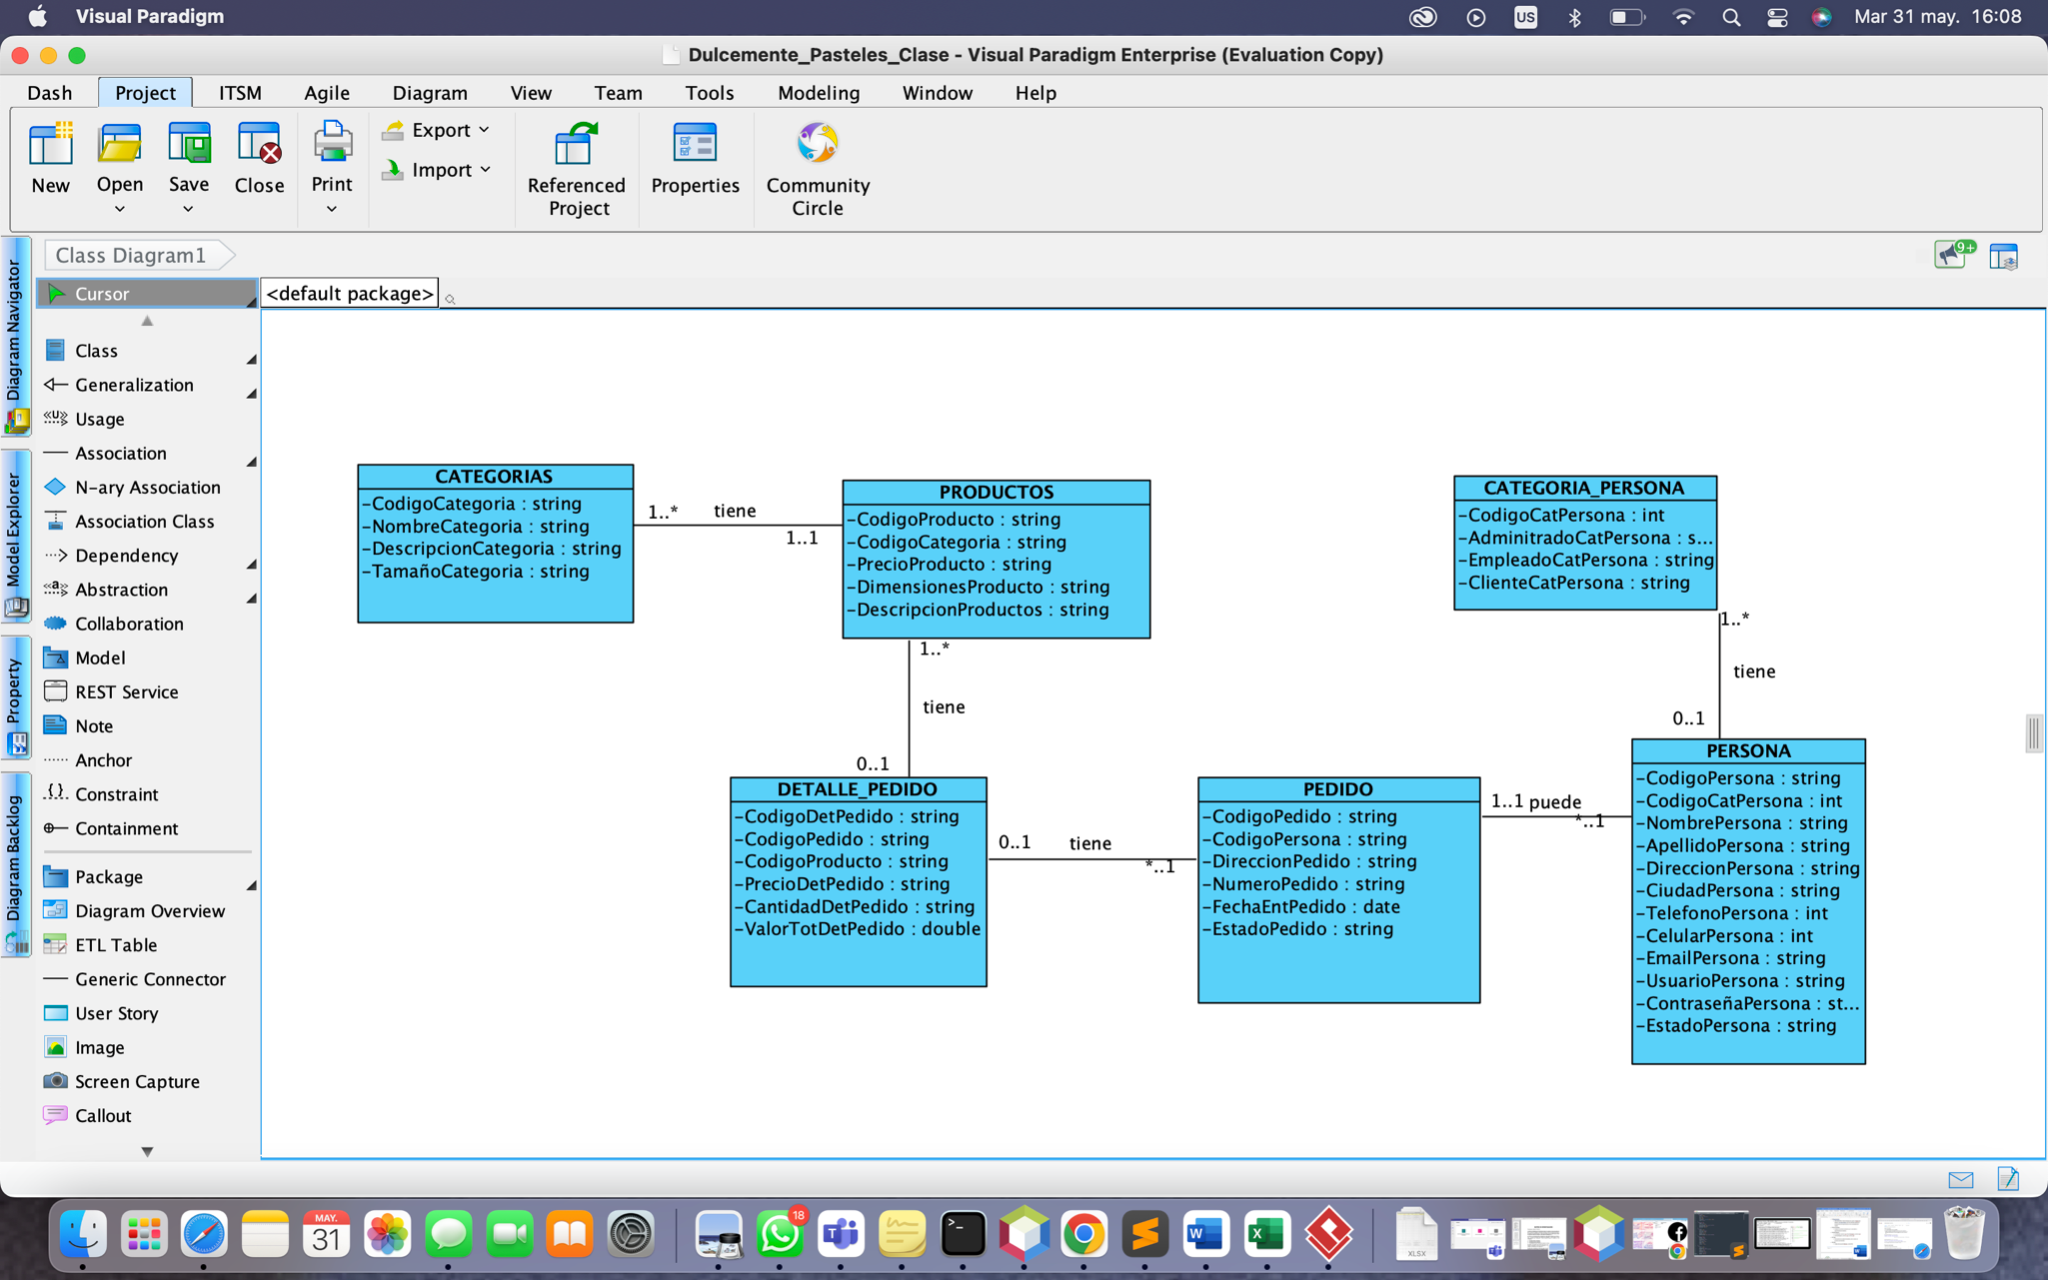 Visual Paradigm
US
Mar 31 may. 16:08
Dulcemente_Pasteles_Clase - Visual Paradigm Enterprise (Evaluation Copy)
Dash Project ITSM Agile Diagram View Team Tools Modeling Window Help
New
Open
Save
Close
Print
Export
Import
Referenced
Project
Properties
Community
Circle
Class Diagram1
9+
Diagram Navigator
Model Explorer
Property
Diagram Backlog
Cursor
<default package>
Class
Generalization
Usage
Association
N-ary Association
Association Class
Dependency
Abstraction
Collaboration
Model
REST Service
Note
Anchor
Constraint
Containment
Package
Diagram Overview
ETL Table
Generic Connector
User Story
Image
Screen Capture
Callout
CATEGORIAS
-CodigoCategoria : string
-NombreCategoria : string
-DescripcionCategoria : string
-TamañoCategoria : string
1..* tiene
1..1
PRODUCTOS
-CodigoProducto : string
-CodigoCategoria : string
-PrecioProducto : string
-DimensionesProducto : string
-DescripcionProductos : string
1..*
tiene
0..1
CATEGORIA_PERSONA
-CodigoCatPersona : int
-AdminitradoCatPersona : s...
-EmpleadoCatPersona : string
-ClienteCatPersona : string
1..*
tiene
0..1
DETALLE_PEDIDO
-CodigoDetPedido : string
-CodigoPedido : string
-CodigoProducto : string
-PrecioDetPedido : string
-CantidadDetPedido : string
-ValorTotDetPedido : double
0..1 tiene
*..1
PEDIDO
-CodigoPedido : string
-CodigoPersona : string
-DireccionPedido : string
-NumeroPedido : string
-FechaEntPedido : date
-EstadoPedido : string
1..1 puede
*..1
PERSONA
-CodigoPersona : string
-CodigoCatPersona : int
-NombrePersona : string
-ApellidoPersona : string
-DireccionPersona : string
-CiudadPersona : string
-TelefonoPersona : int
-CelularPersona : int
-EmailPersona : string
-UsuarioPersona : string
-ContraseñaPersona : st...
-EstadoPersona : string
MAY.
31
18
XLSX